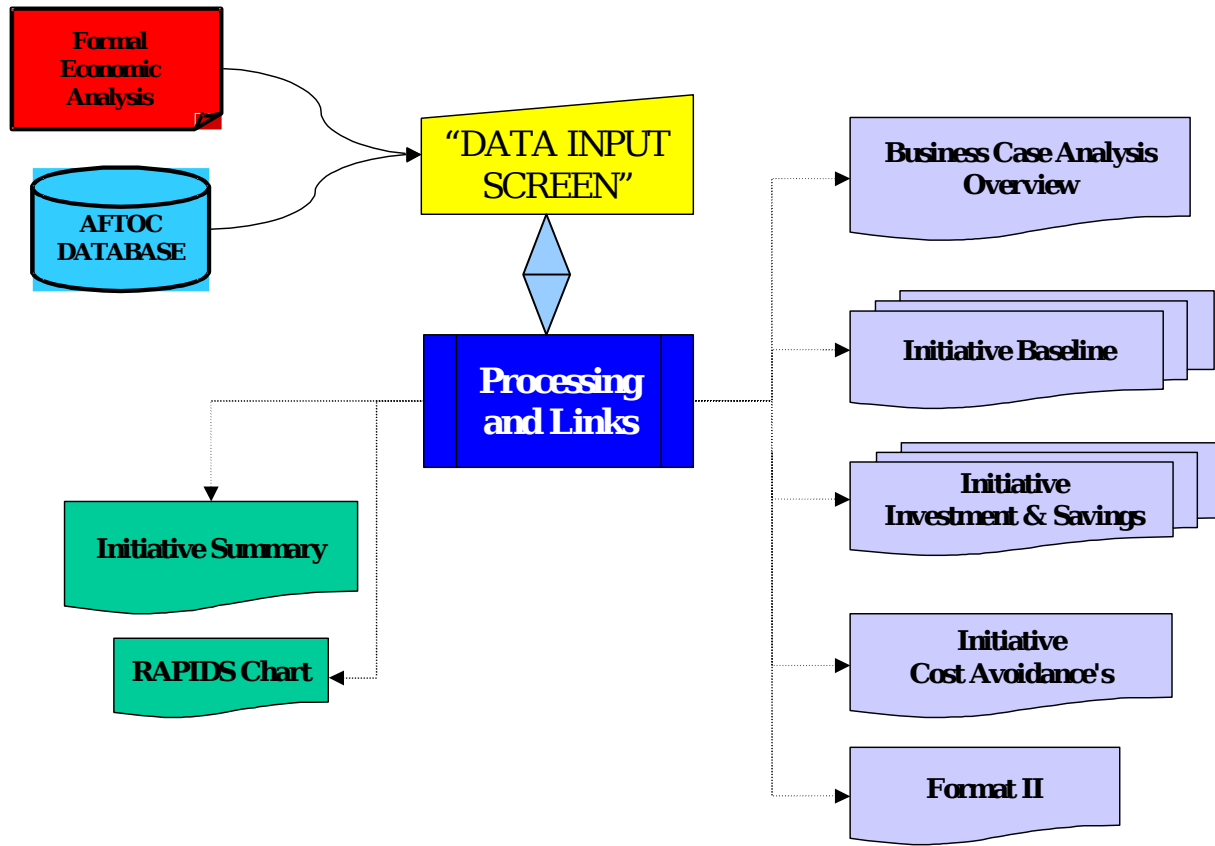 Formal
Economic
Analysis
AFTOC
DATABASE
“DATA INPUT
SCREEN”
Processing
and Links
Initiative Summary
RAPIDS Chart
Business Case Analysis
Overview
Initiative Baseline
Initiative
Investment & Savings
Initiative
Cost Avoidance's
Format II